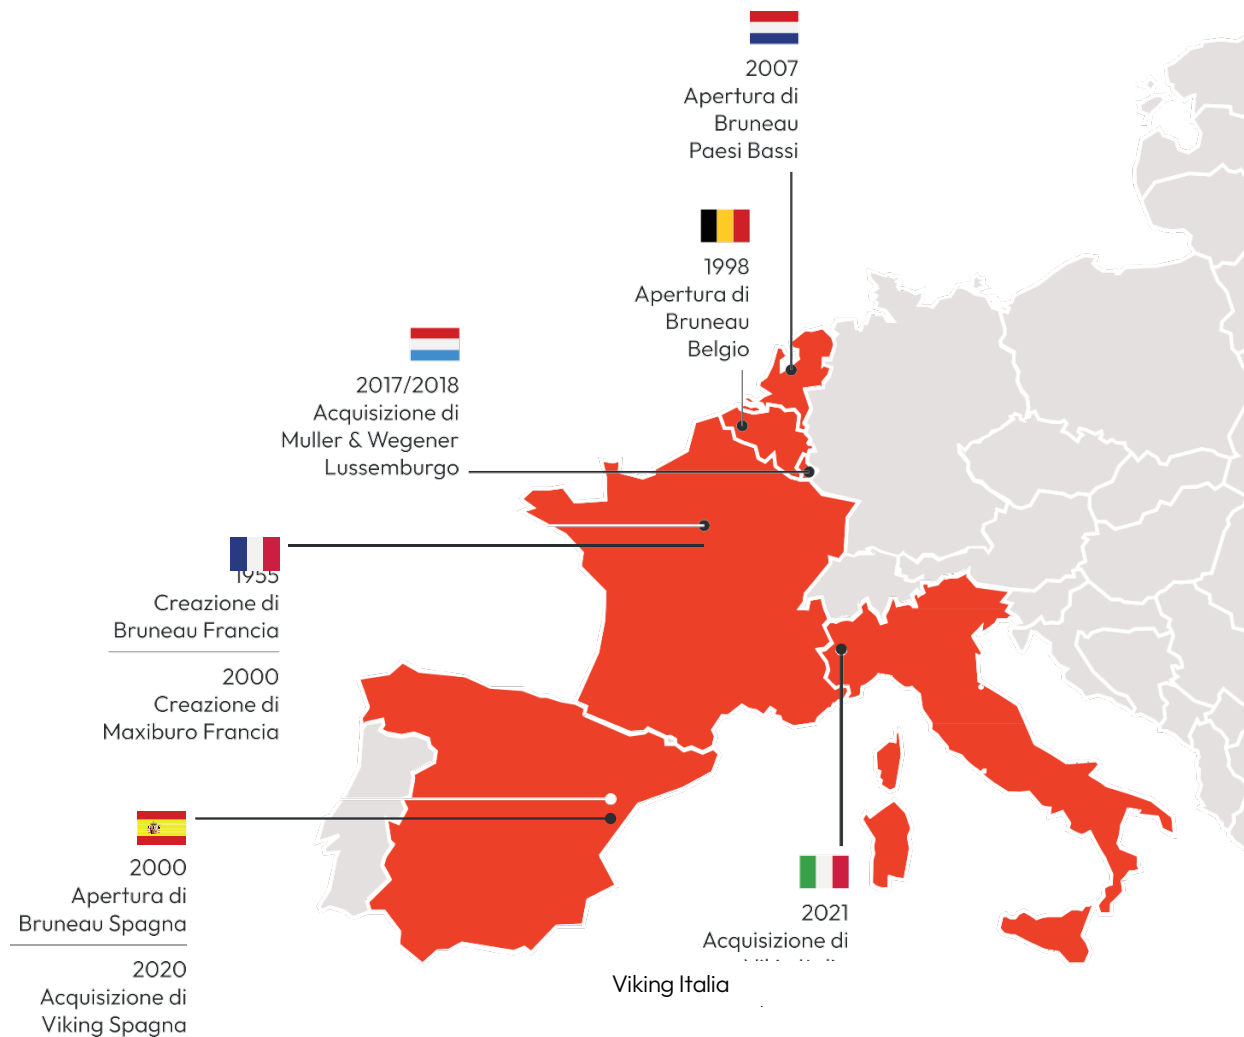 2007
Apertura di
Bruneau
Paesi Bassi
1998
Apertura di
Bruneau
Belgio
2017/2018
Acquisizione di
Muller & Wegener
Lussemburgo
1955
Creazione di
Bruneau Francia
2000
Creazione di
Maxiburo Francia
2000
Apertura di
Bruneau Spagna
2020
Acquisizione di
Viking Spagna
2021
Acquisizione di
Viking Italia